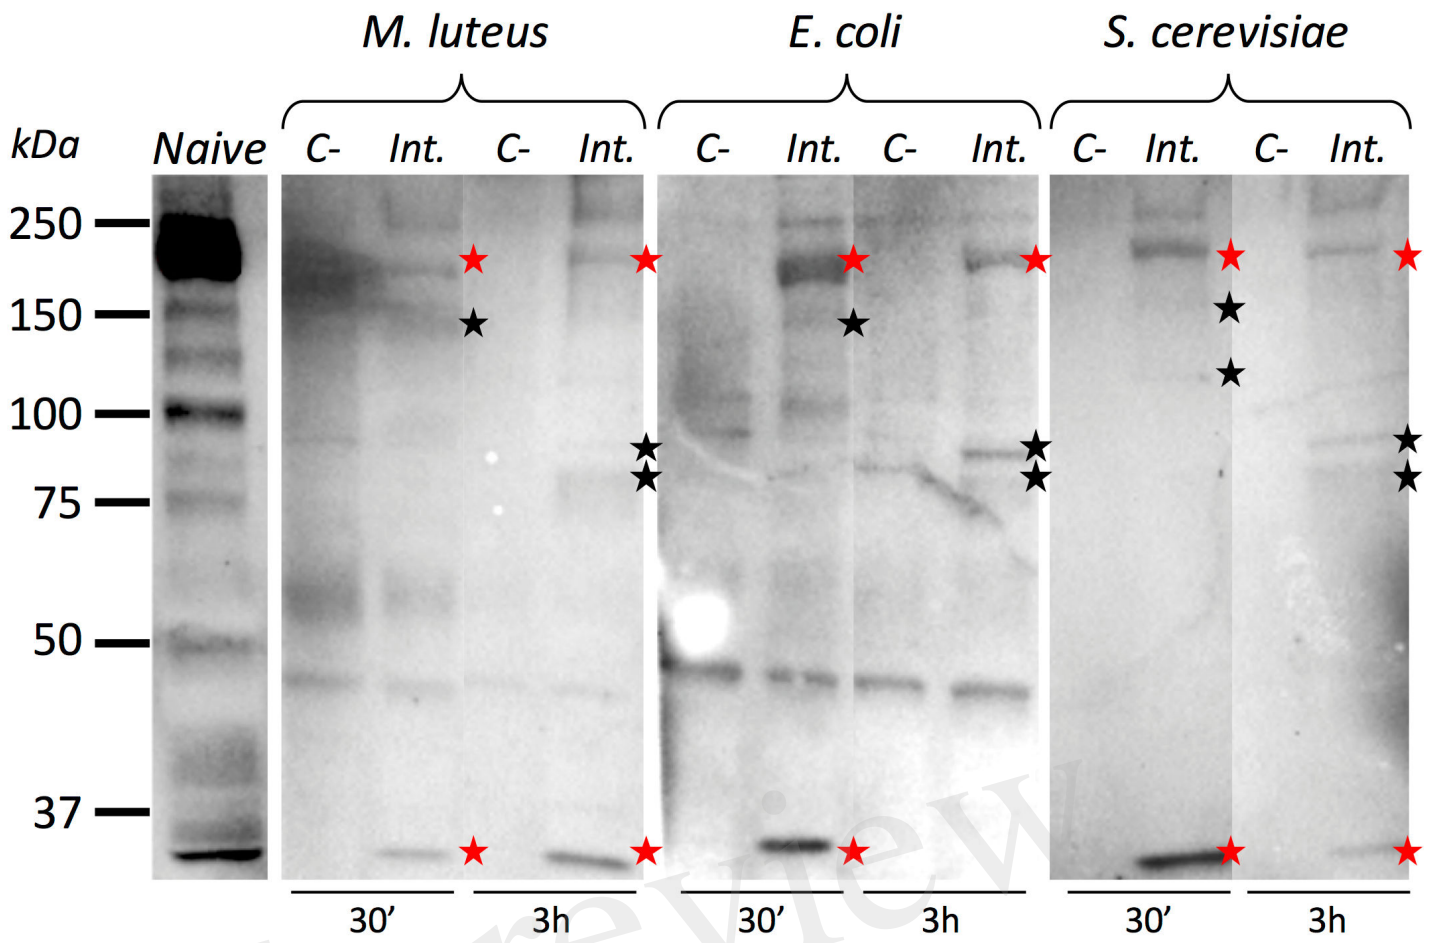 M. luteus E. coli S. cerevisiae
kDa Naive C- Int. C- Int. C- Int. C- Int. C- Int. C- Int.
250
150
100
75
50
37
30’ 3h 30’ 3h 30’ 3h
review